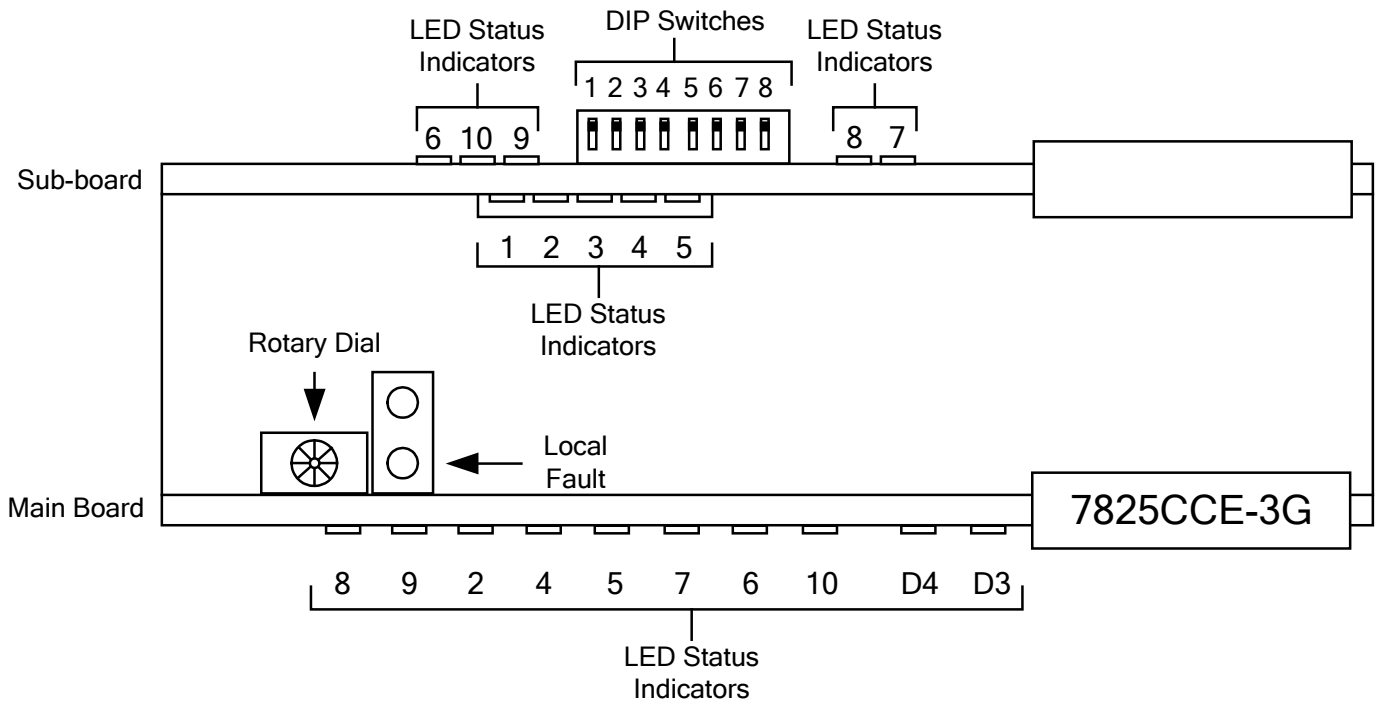 LED Status
Indicators
DIP Switches
LED Status
Indicators
1 2 3 4 5 6 7 8
6 10 9
8 7
Sub-board
1 2 3 4 5
LED Status
Indicators
Rotary Dial
Local
Fault
Main Board
7825CCE-3G
8 9 2 4 5 7 6 10 D4 D3
LED Status
Indicators